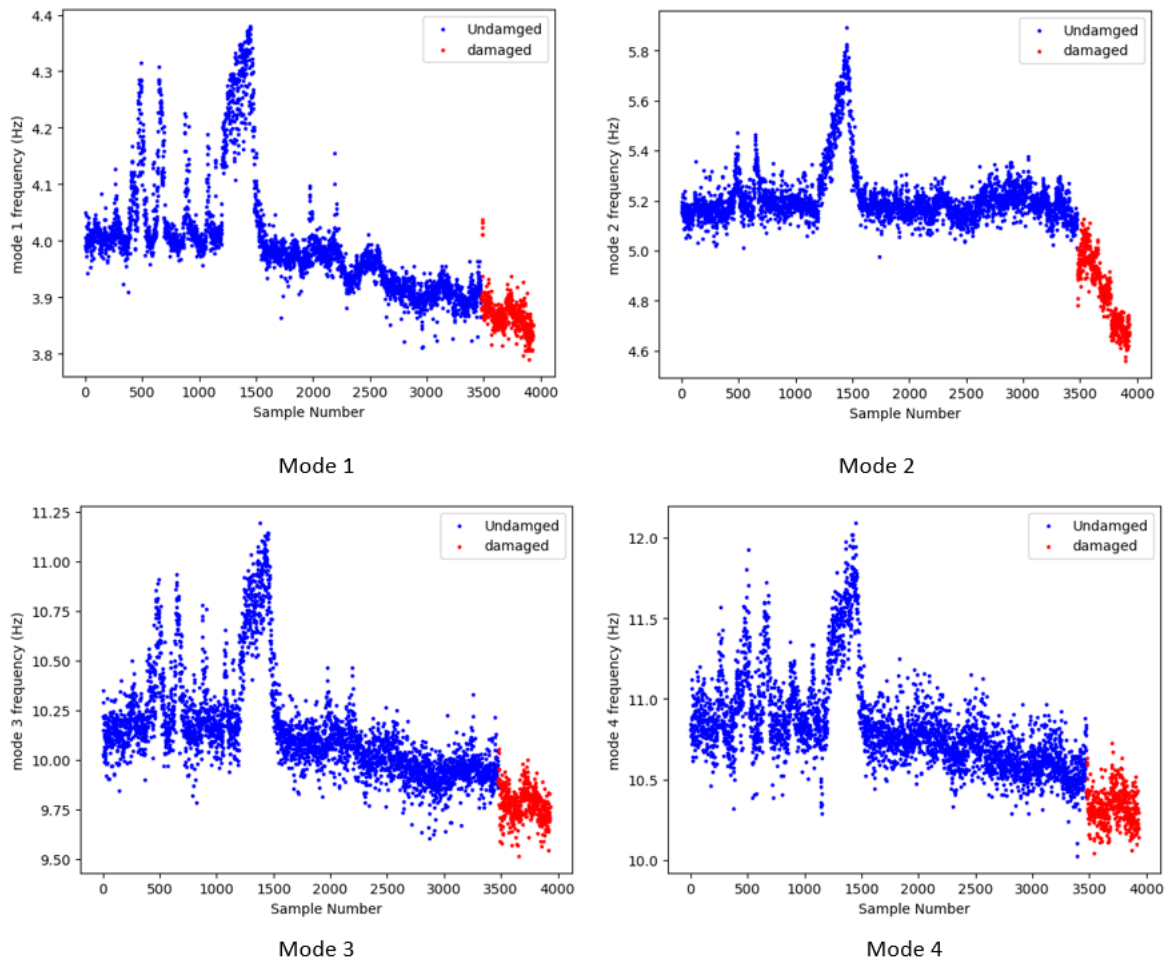 4.4
4.3
4.2
4.1
4.0
3.9
3.8
mode 1 frequency (Hz)
Undamged
damaged
0 500 1000 1500 2000 2500 3000 3500 4000
Sample Number
Mode 1
5.8
5.6
5.4
5.2
5.0
4.8
4.6
mode 2 frequency (Hz)
Undamged
damaged
0 500 1000 1500 2000 2500 3000 3500 4000
Sample Number
Mode 2
11.25
11.00
10.75
10.50
10.25
10.00
9.75
9.50
mode 3 frequency (Hz)
Undamged
damaged
0 500 1000 1500 2000 2500 3000 3500 4000
Sample Number
Mode 3
12.0
11.5
11.0
10.5
10.0
mode 4 frequency (Hz)
Undamged
damaged
0 500 1000 1500 2000 2500 3000 3500 4000
Sample Number
Mode 4